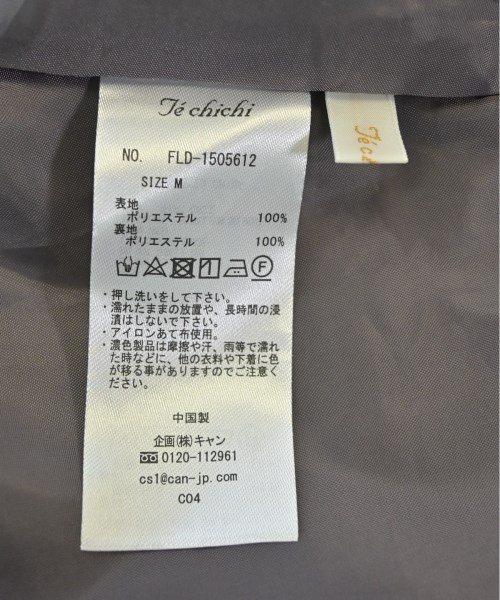 Té chichi
Té c
NO. FLD-1505612
SIZE M
表地
ポリエステル 100%
裏地
ポリエステル 100%
F
・押し洗いをして下さい。
・濡れたままの放置や、長時間の浸
漬はしないで下さい。
・アイロンあて布使用。
・濃色製品は摩擦や汗、雨等で濡れ
た時などに、他の衣料や下着に色
が移る事がありますのでご注意く
ださい。
中国製
企画(株)キャン
0120-112961
cs1@can-jp.com
C04